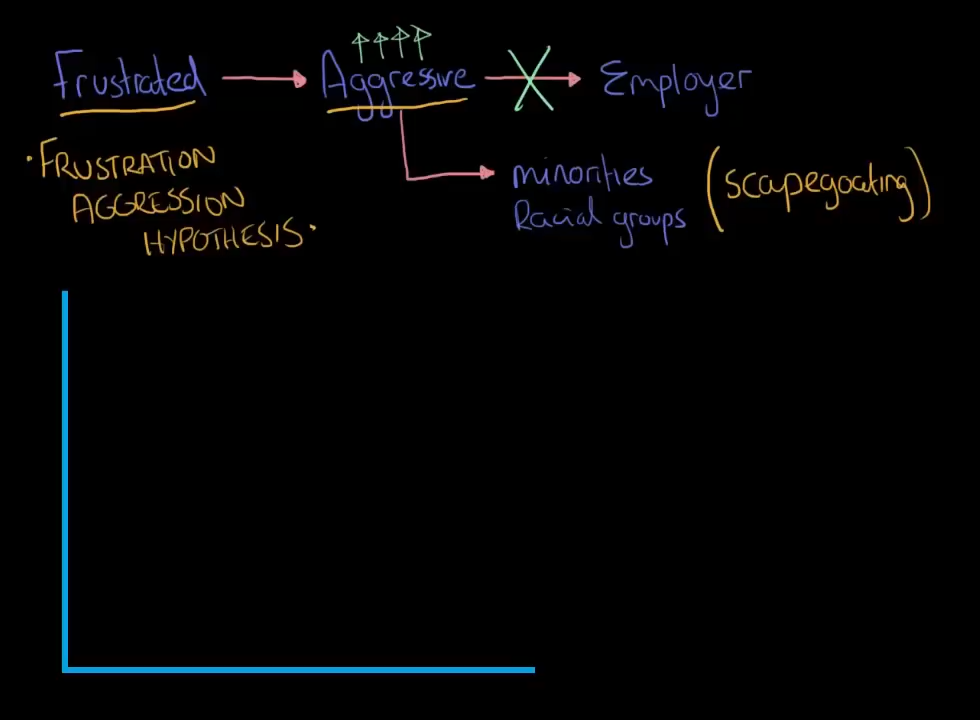 Frustrated Aggressive Employer
· FRUSTRATION
AGGRESSION
HYPOTHESIS ·
minorities
Racial groups
(scapegoating)